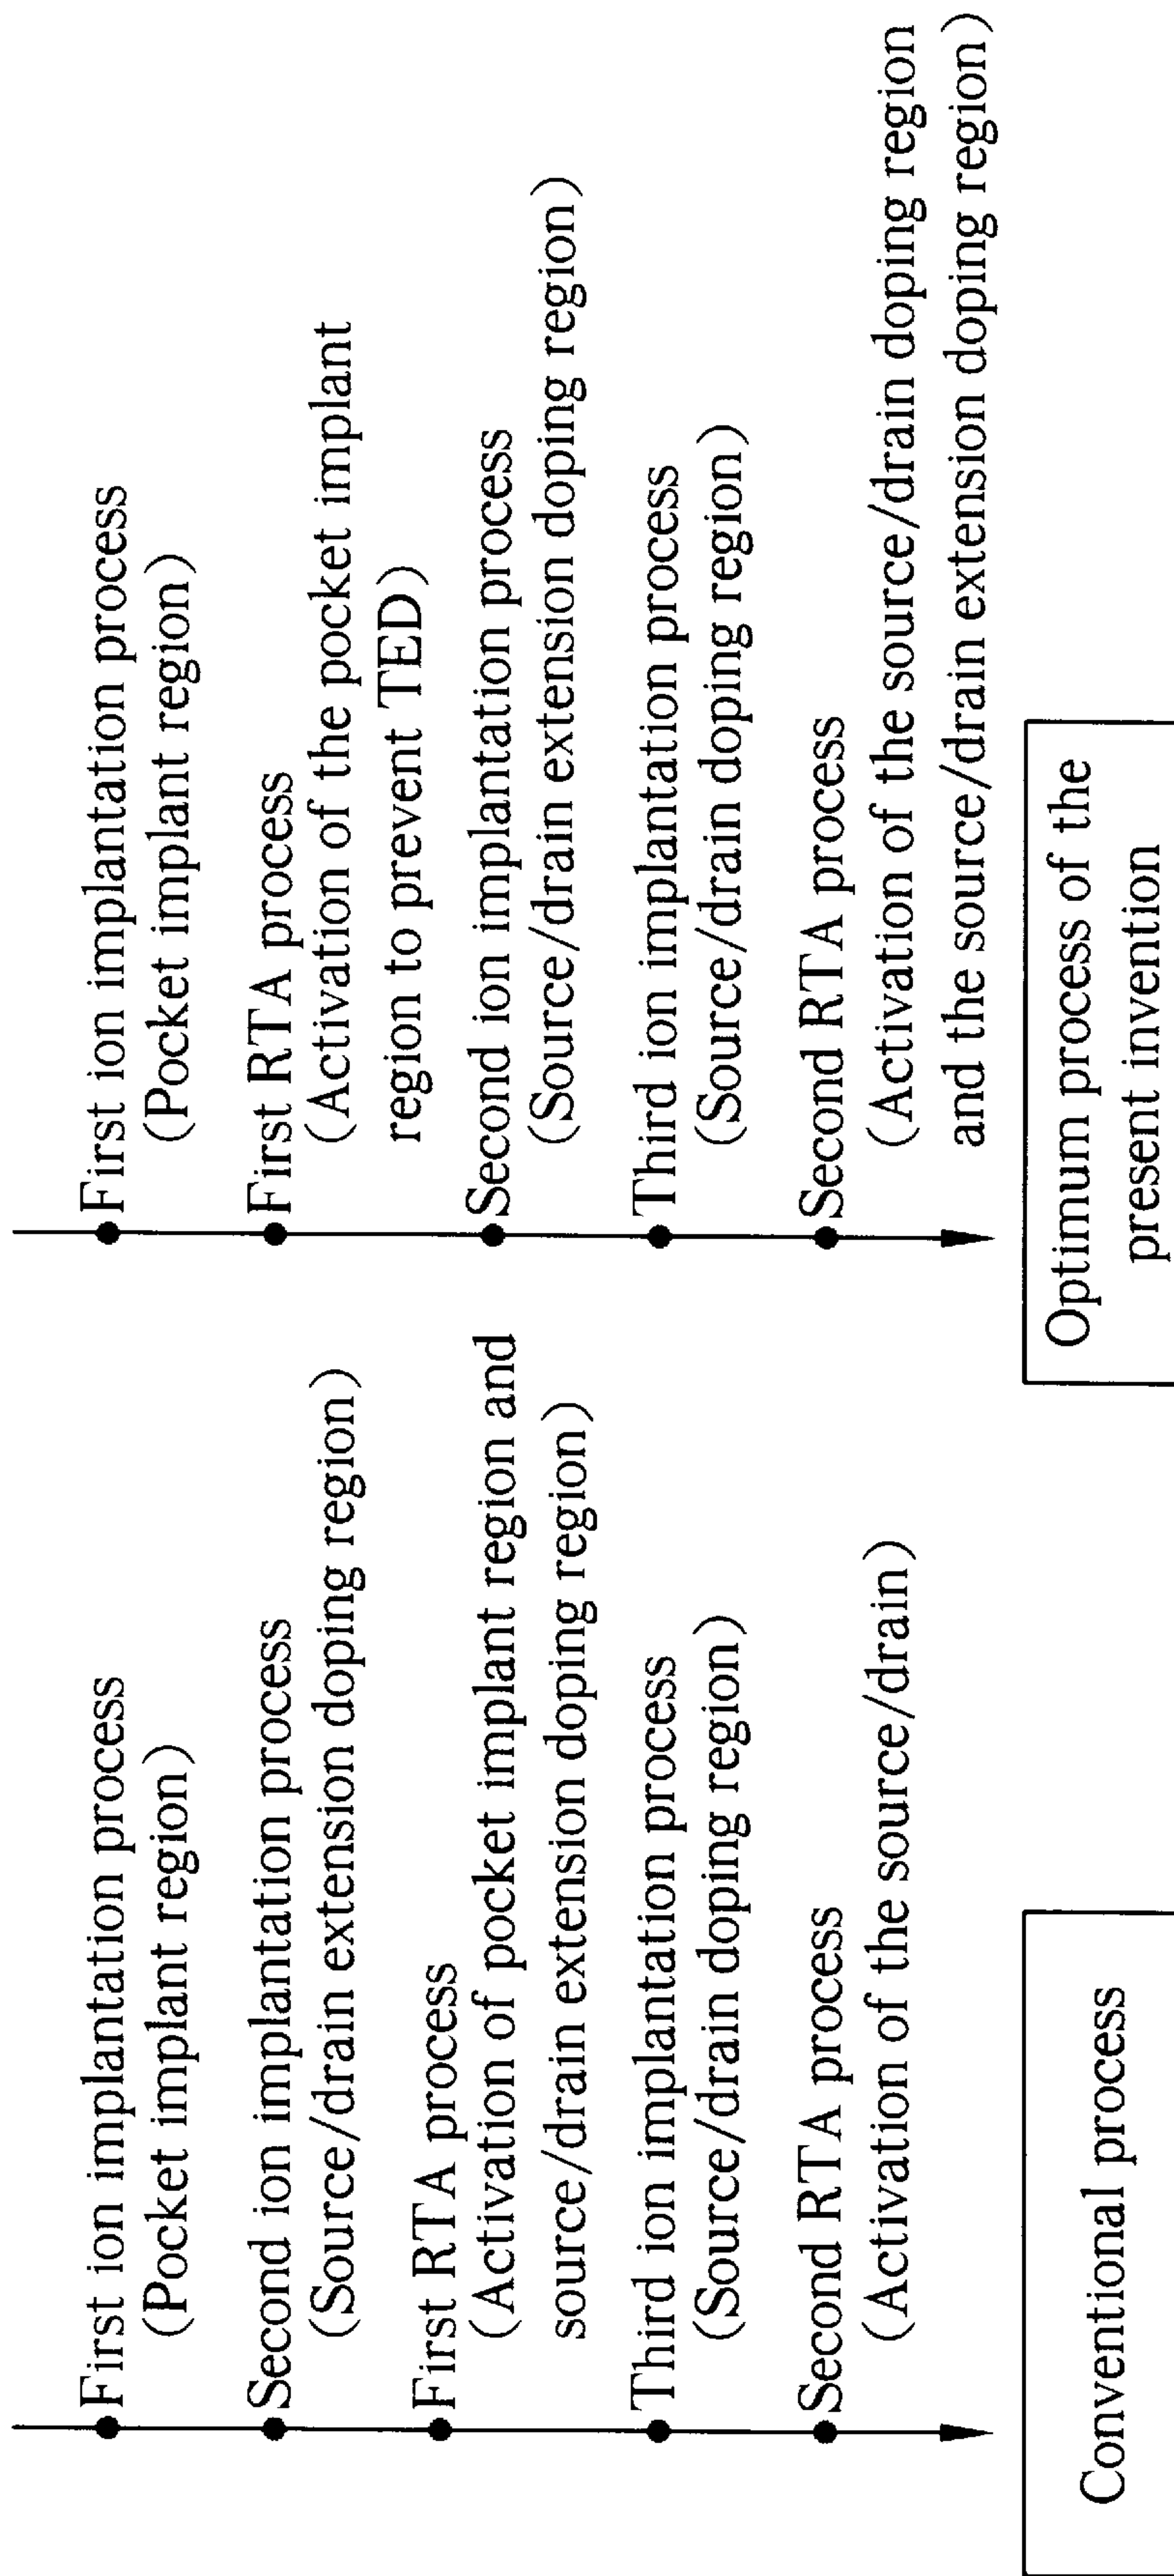 First ion implantation process
(Pocket implant region)
Second ion implantation process
(Source/drain extension doping region)
First RTA process
(Activation of pocket implant region and
source/drain extension doping region)
Third ion implantation process
(Source/drain doping region)
Second RTA process
(Activation of the source/drain)
Conventional process
First ion implantation process
(Pocket implant region)
First RTA process
(Activation of the pocket implant
region to prevent TED)
Second ion implantation process
(Source/drain extension doping region)
Third ion implantation process
(Source/drain doping region)
Second RTA process
(Activation of the source/drain doping region
and the source/drain extension doping region)
Optimum process of the
present invention